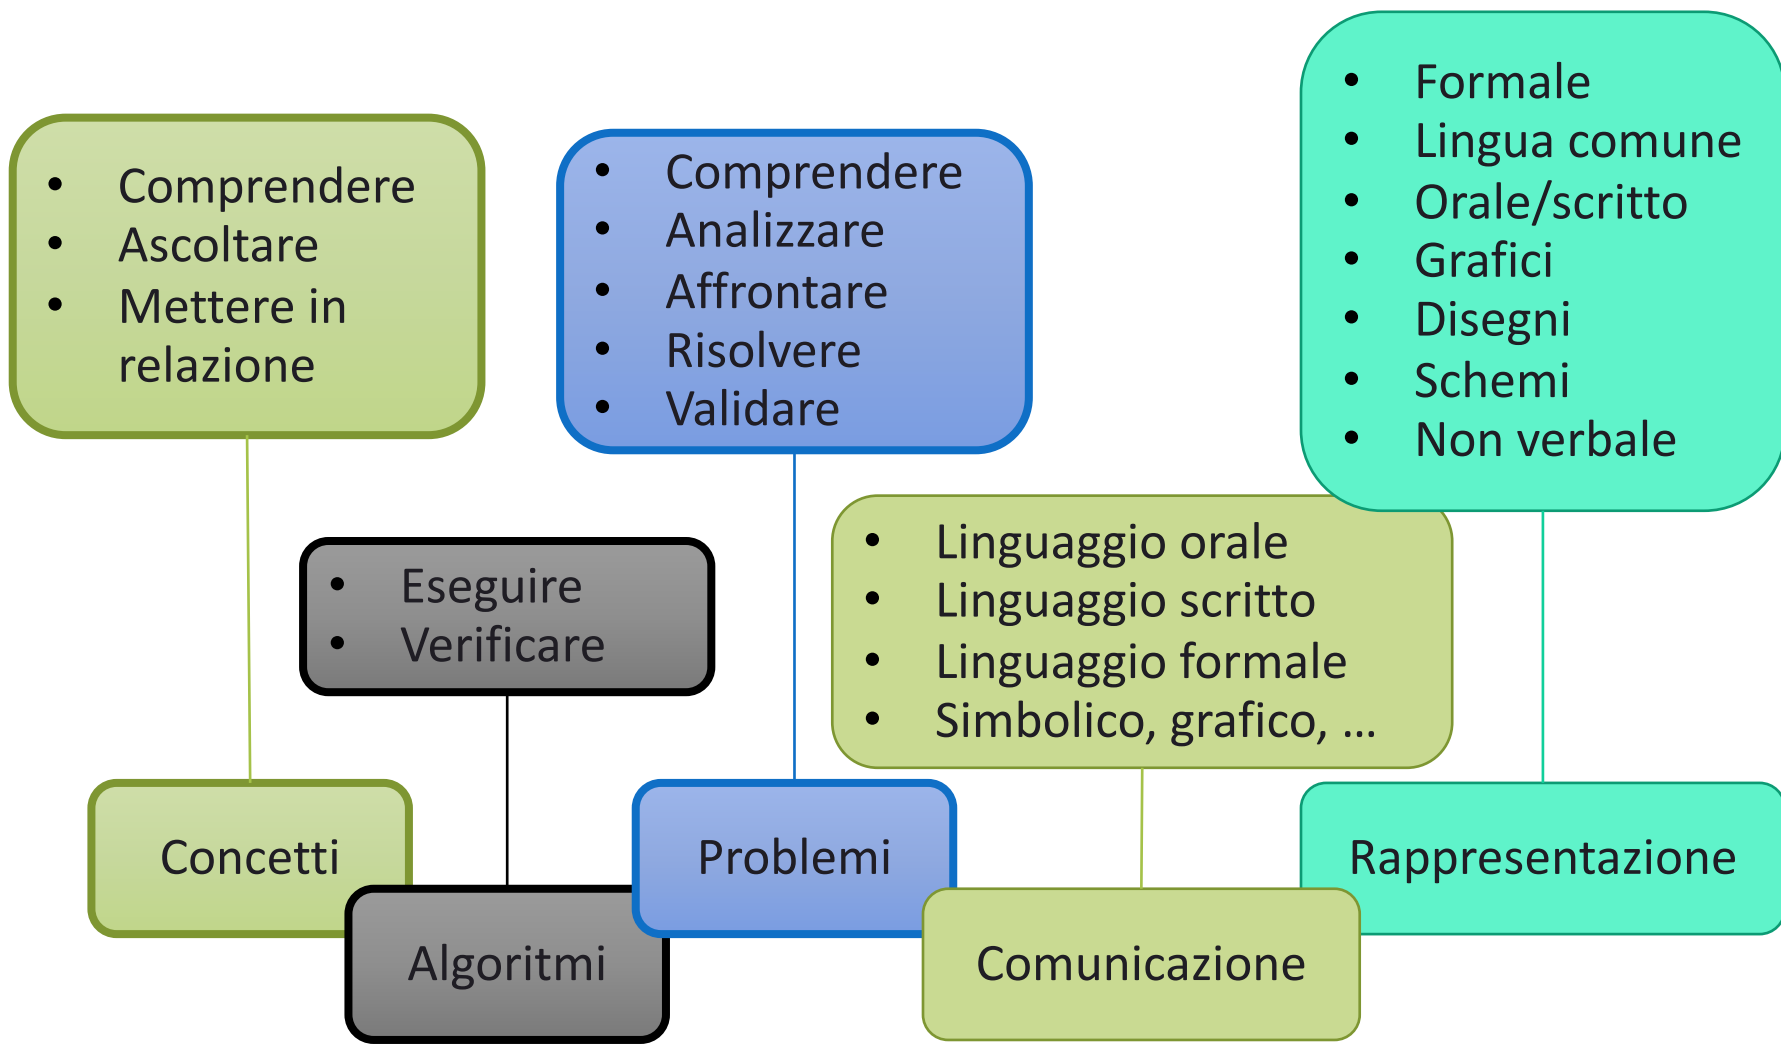 • Comprendere
• Ascoltare
• Mettere in
relazione
• Comprendere
• Analizzare
• Affrontare
• Risolvere
• Validare
• Formale
• Lingua comune
• Orale/scritto
• Grafici
• Disegni
• Schemi
• Non verbale
• Eseguire
• Verificare
• Linguaggio orale
• Linguaggio scritto
• Linguaggio formale
• Simbolico, grafico, ...
Concetti
Algoritmi
Problemi
Comunicazione
Rappresentazione